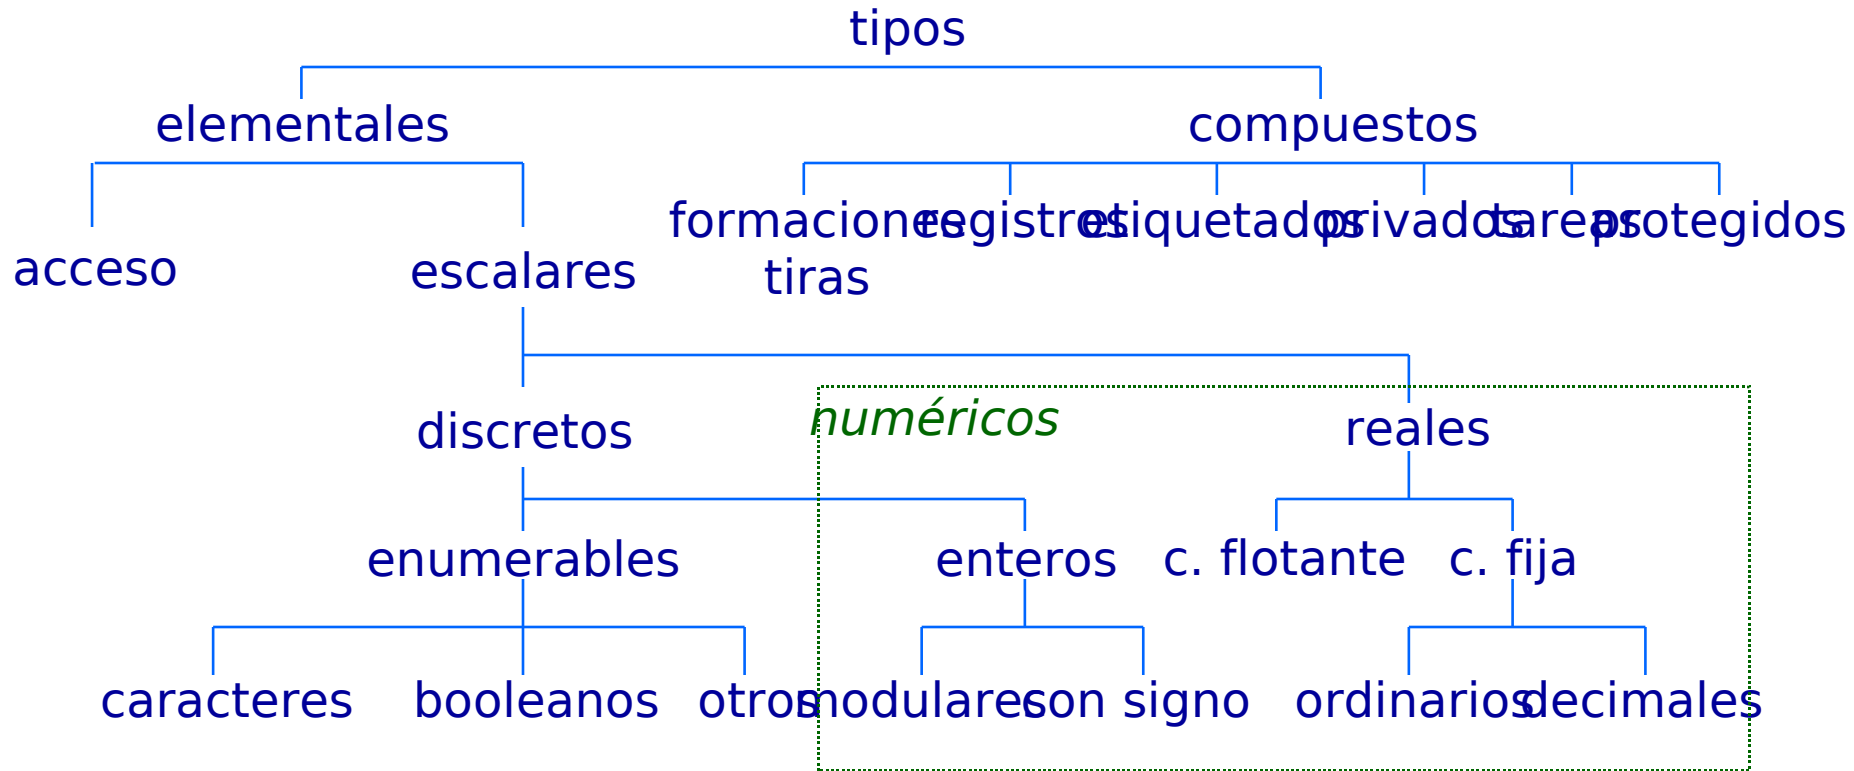 tipos
elementales compuestos
formaciones registros etiquetados privados tareas protegidos
acceso escalares tiras
numéricos
discretos reales
enumerables enteros c. flotante c. fija
caracteres booleanos otros modulares con signo ordinarios decimales